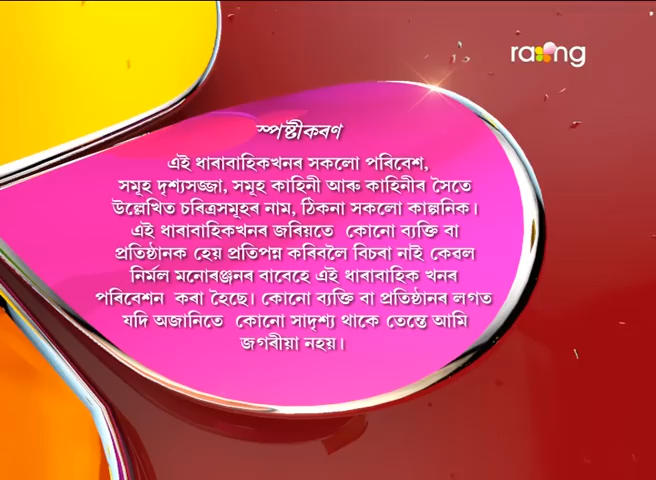 rang
স্পষ্টীকৰণ
এই ধাৰাবাহিকখনৰ সকলো পৰিবেশ,
সমূহ দৃশ্যসজ্জা, সমূহ কাহিনী আৰু কাহিনীৰ সৈতে
উল্লেখিত চৰিত্ৰসমূহৰ নাম, ঠিকনা সকলো কাল্পনিক।
এই ধাৰাবাহিকখনৰ জৰিয়তে কোনো ব্যক্তি বা
প্ৰতিষ্ঠানক হেয় প্ৰতিপন্ন কৰিবলৈ বিচৰা নাই কেৱল
নিৰ্মল মনোৰঞ্জনৰ বাবেহে এই ধাৰাবাহিক খনৰ
পৰিবেশন কৰা হৈছে। কোনো ব্যক্তি বা প্ৰতিষ্ঠানৰ লগত
যদি অজানিতে কোনো সাদৃশ্য থাকে তেন্তে আমি
জগৰীয়া নহয়।